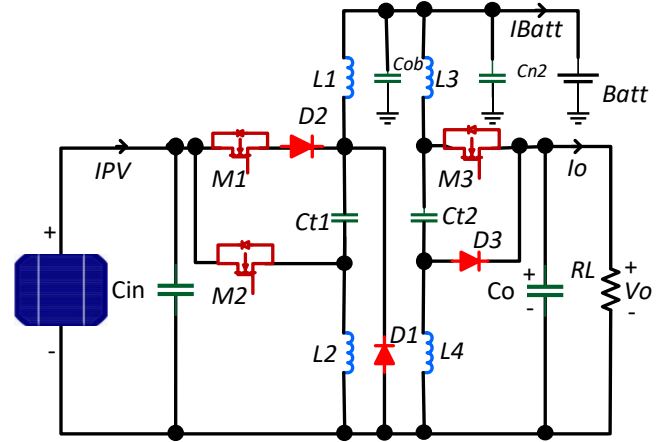 IBatt
L1
Cob
L3
Cn2
Batt
D2
IPV
M1
M3
Io
Ct1
Ct2
D3
+
M2
Cin
+
Co
-
RL
+
Vo
-
-
L2
D1
L4